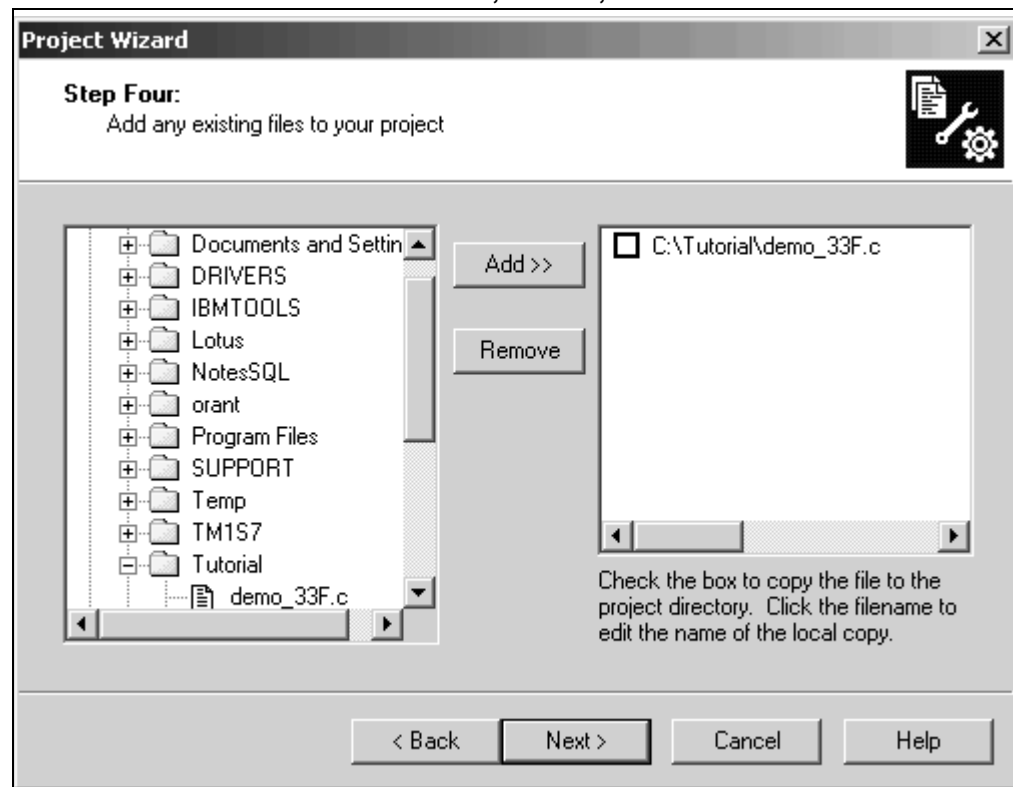 Project Wizard
Step Four:
Add any existing files to your project
Documents and Settin
DRIVERS
IBMTOOLS
Lotus
NotesSQL
orant
Program Files
SUPPORT
Temp
TM1S7
Tutorial
demo_33F.c
Add >>
Remove
C:\Tutorial\demo_33F.c
Check the box to copy the file to the
project directory. Click the filename to
edit the name of the local copy.
< Back
Next >
Cancel
Help